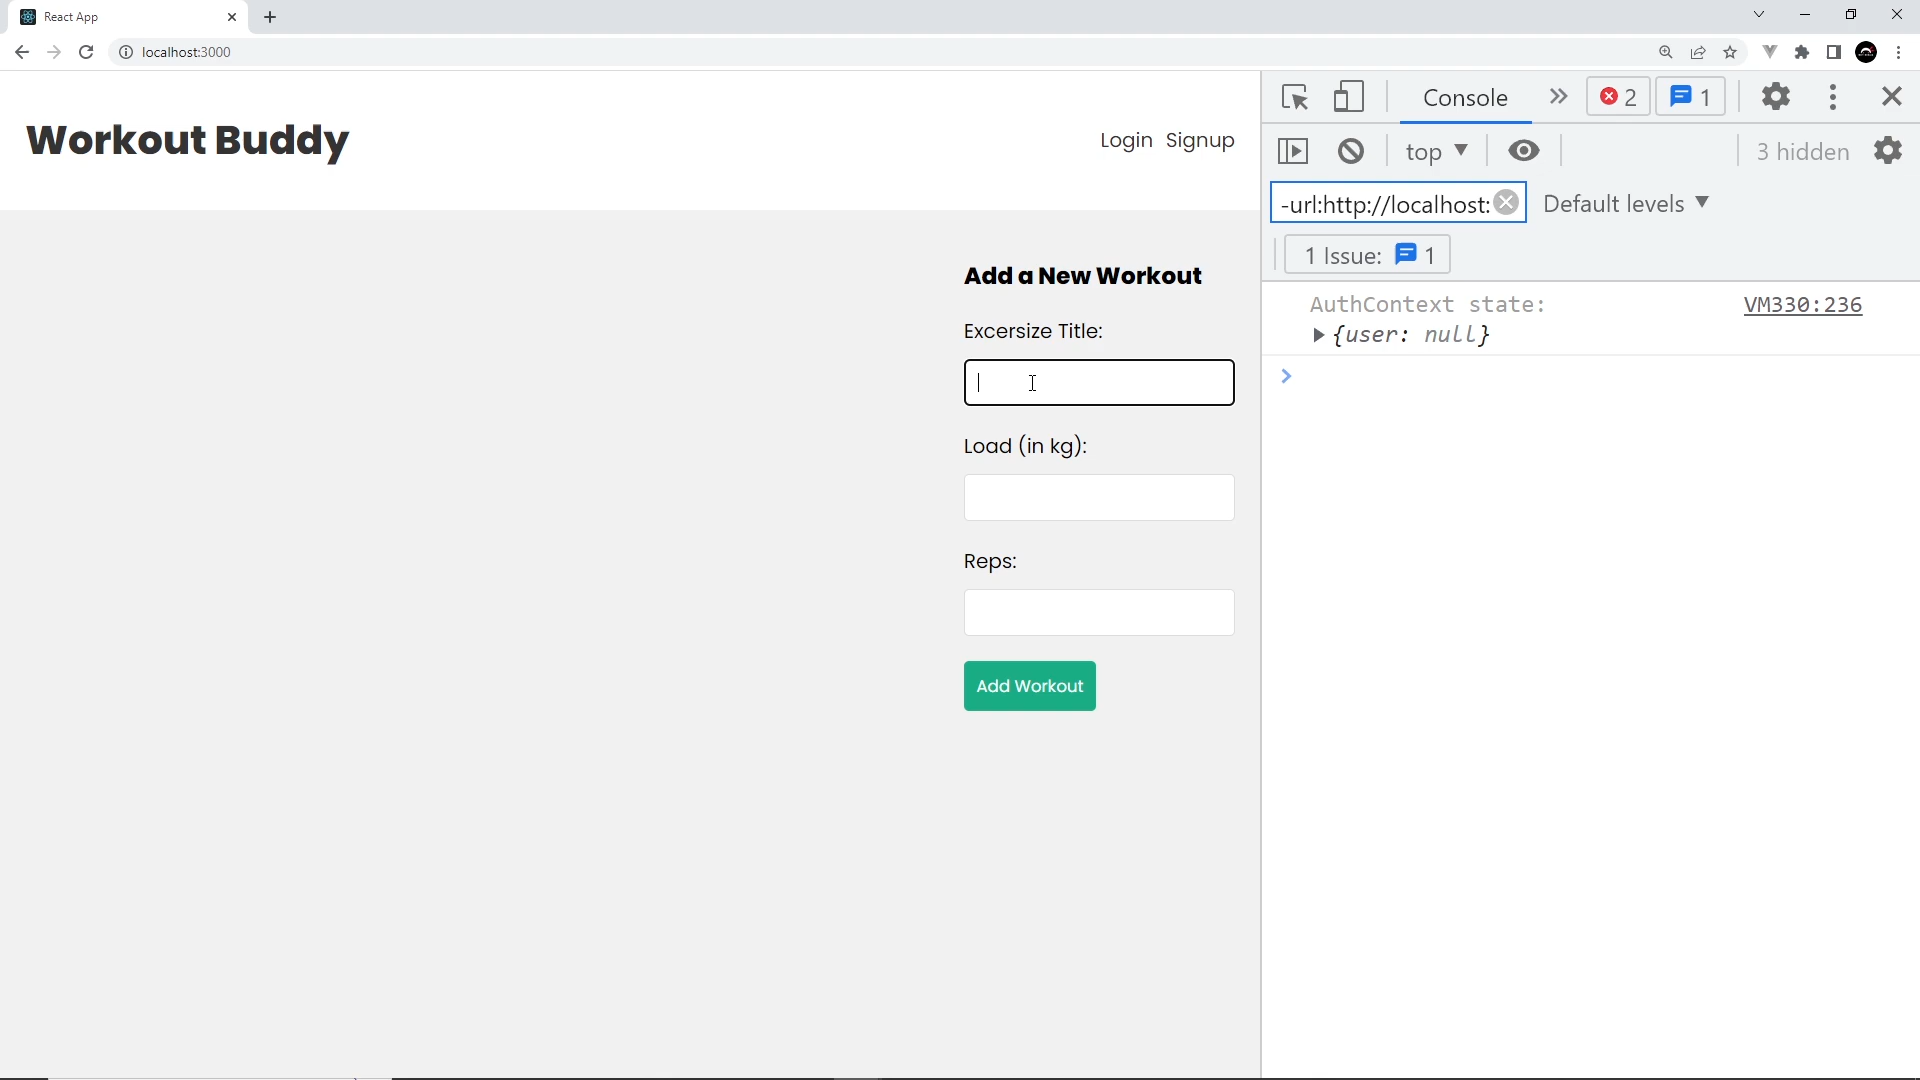 React App
localhost:3000
Workout Buddy
Login Signup
Add a New Workout
Excersize Title:
Load (in kg):
Reps:
Add Workout
Console 2 1
top 3 hidden
-url:http://localhost: Default levels
1 Issue: 1
AuthContext state: VM330:236
{user: null}